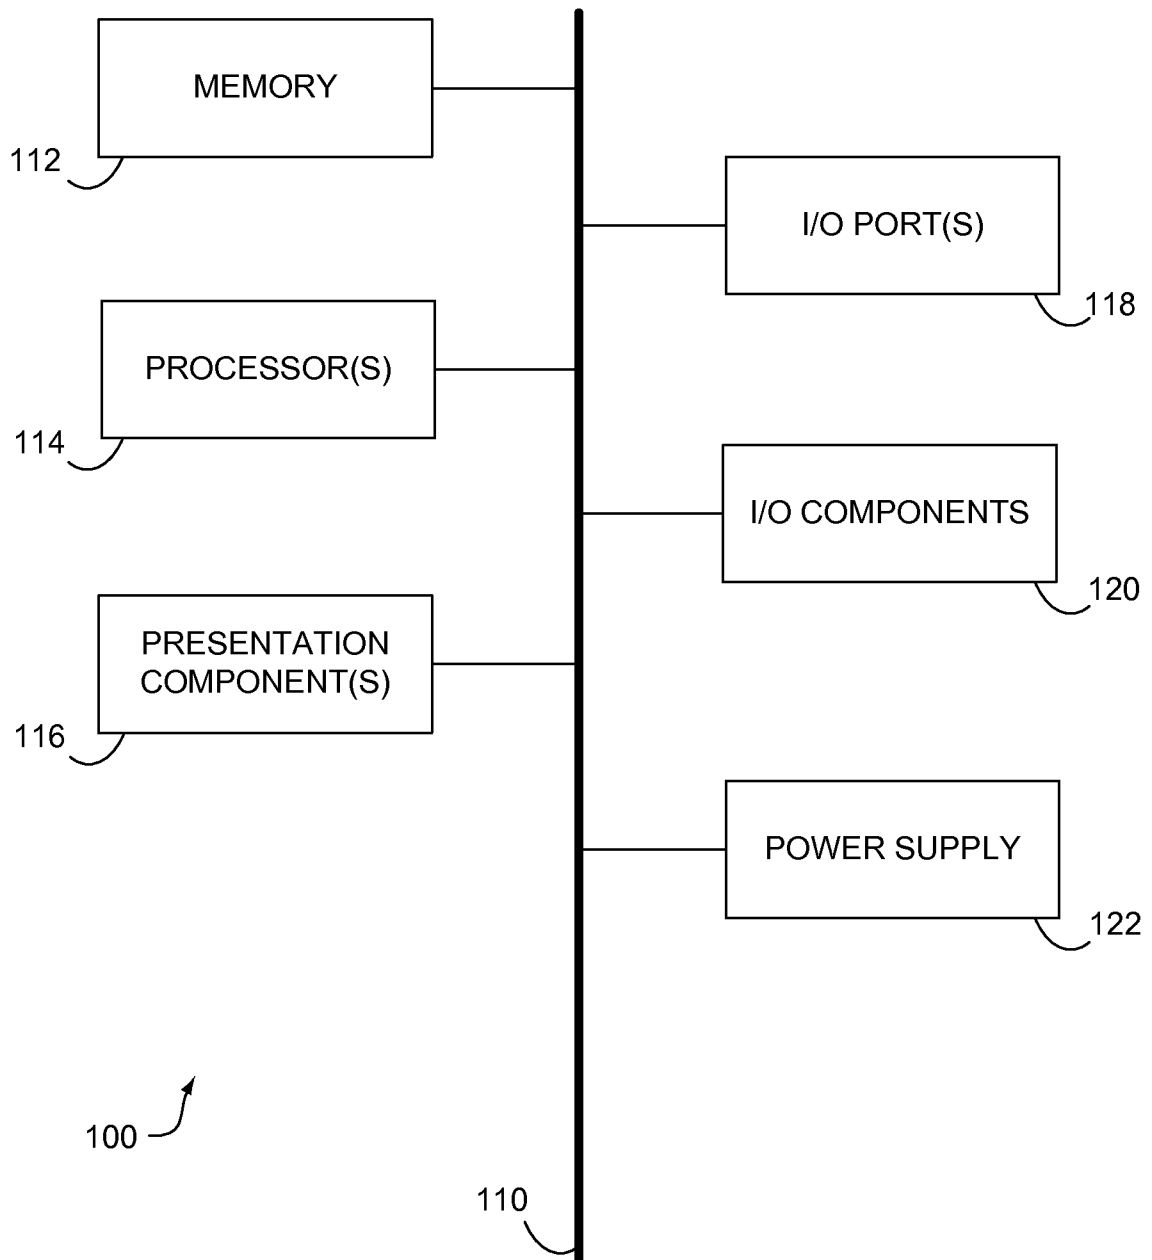 MEMORY
112
I/O PORT(S)
118
PROCESSOR(S)
114
I/O COMPONENTS
120
PRESENTATION
COMPONENT(S)
116
POWER SUPPLY
122
100
110